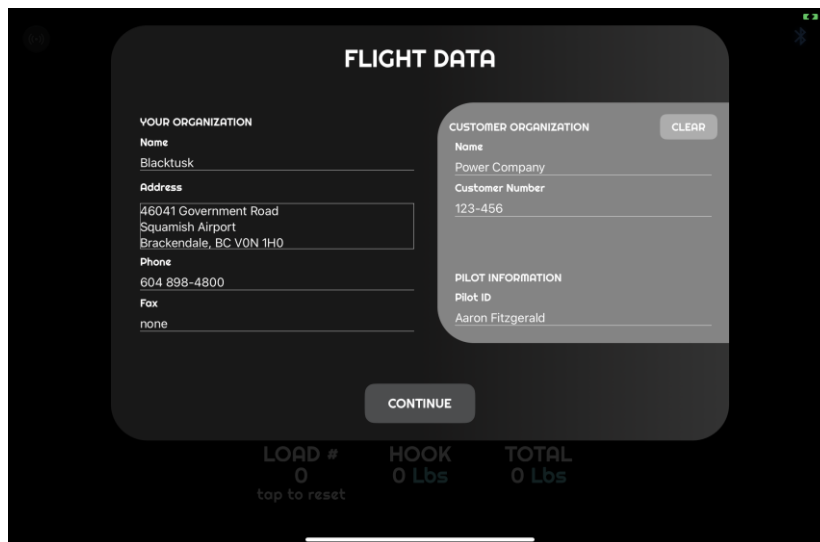 FLIGHT DATA
YOUR ORGANIZATION
Name
Blacktusk
Address
46041 Government Road
Squamish Airport
Brackendale, BC V0N 1H0
Phone
604 898-4800
Fax
none
CUSTOMER ORGANIZATION
CLEAR
Name
Power Company
Customer Number
123-456
PILOT INFORMATION
Pilot ID
Aaron Fitzgerald
CONTINUE
LOAD # HOOK TOTAL
0 0 Lbs 0 Lbs
tap to reset